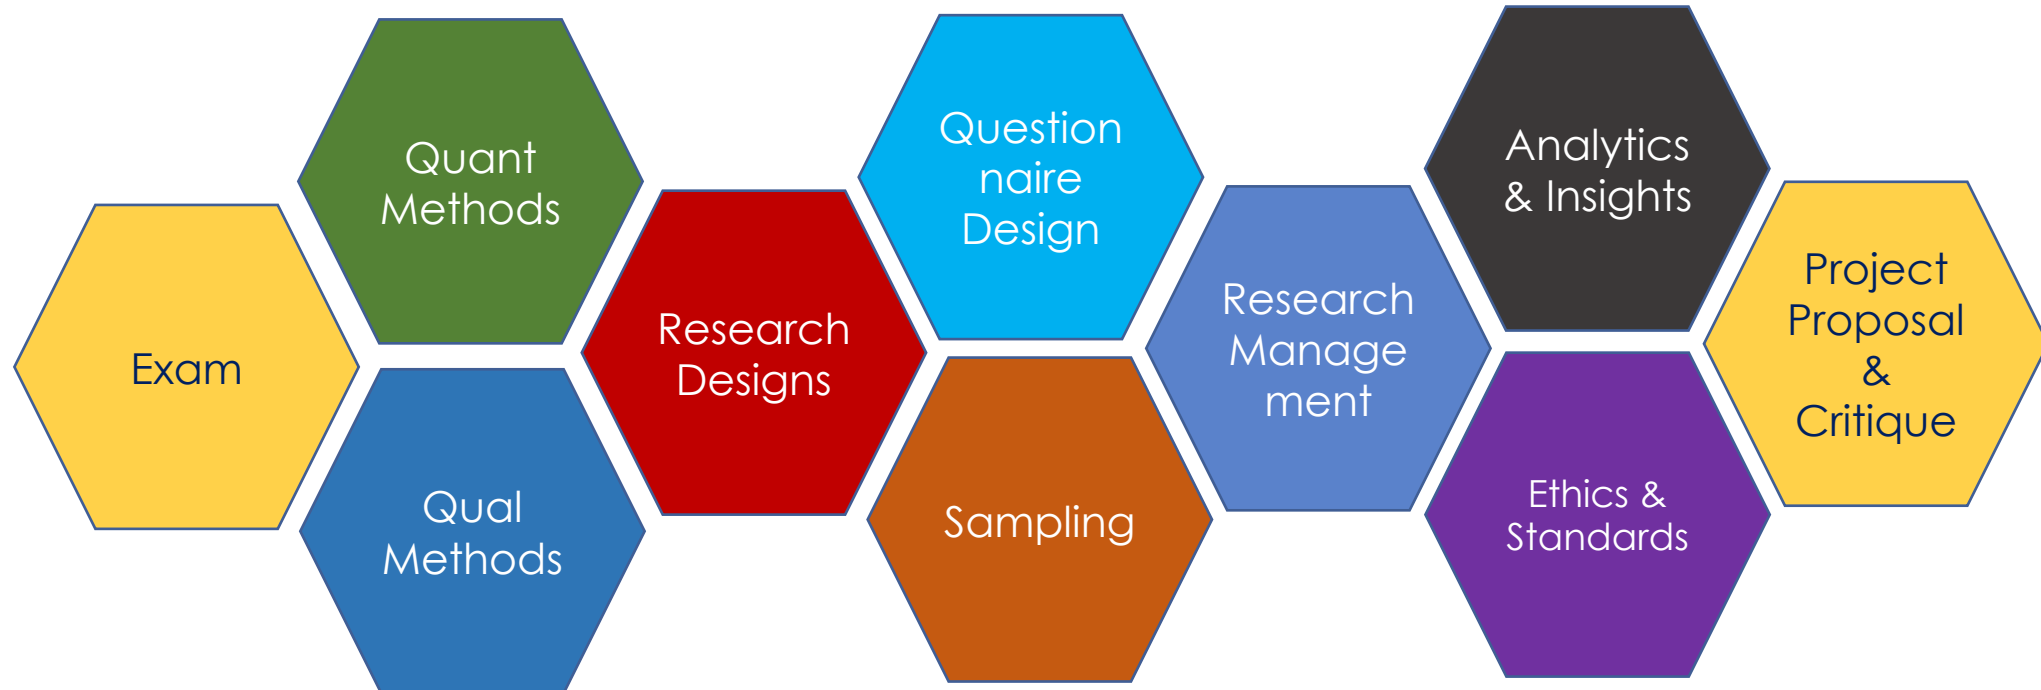 Exam
Quant
Methods
Qual
Methods
Research
Designs
Question
naire
Design
Sampling
Research
Manage
ment
Analytics
& Insights
Ethics &
Standards
Project
Proposal
&
Critique